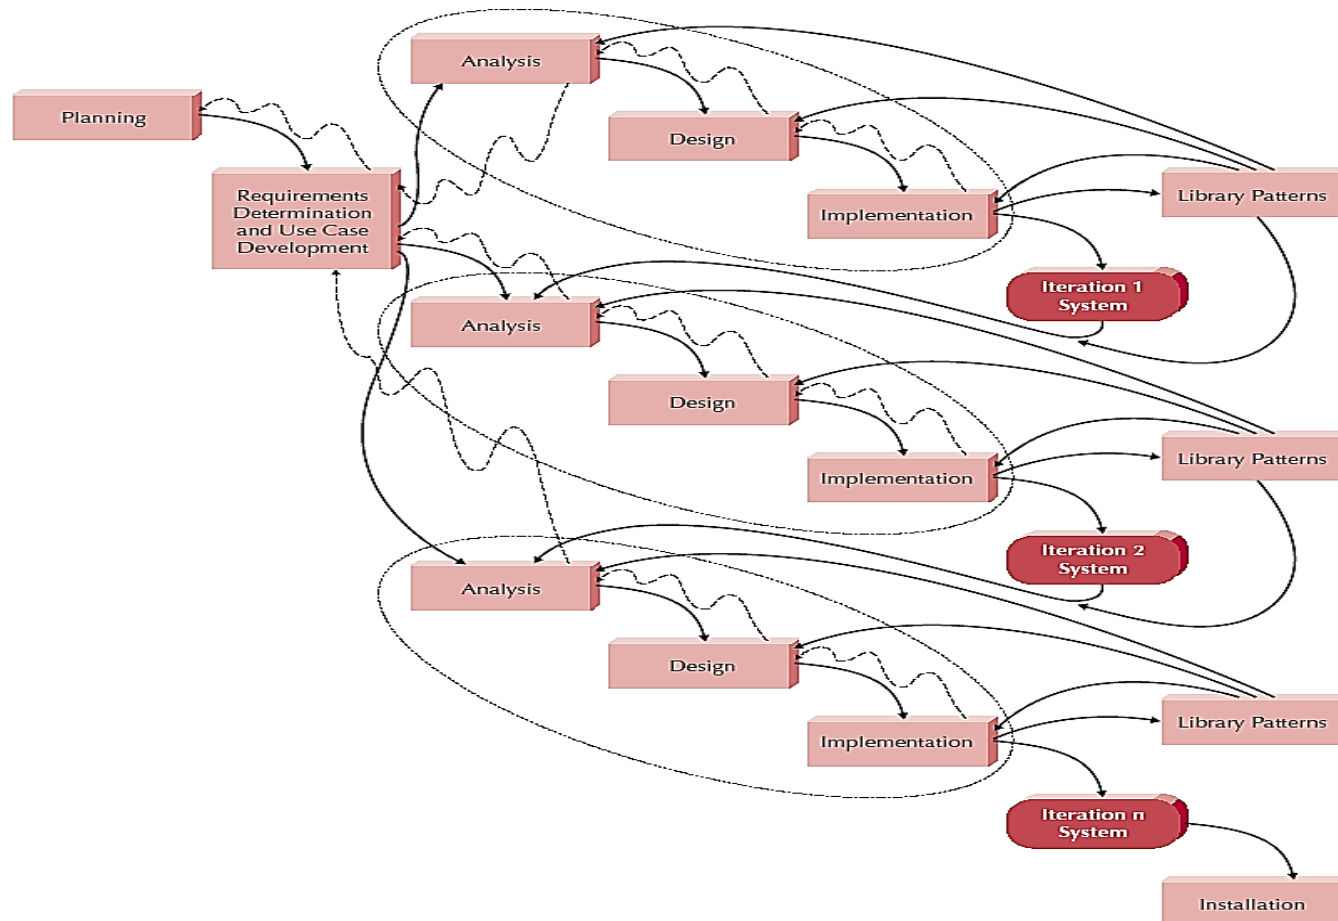 Analysis
Planning
Design
Requirements
Determination
and Use Case
Development
Library Patterns
Implementation
Iteration 1
System
Analysis
Design
Library Patterns
Implementation
Iteration 2
System
Analysis
Design
Library Patterns
Implementation
Iteration n
System
Installation